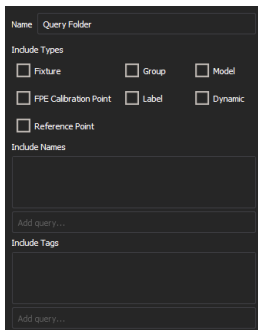 Name Query Folder
Include Types
Fixture Group Model
FPE Calibration Point Label Dynamic
Reference Point
Include Names
Add query...
Include Tags
Add query...